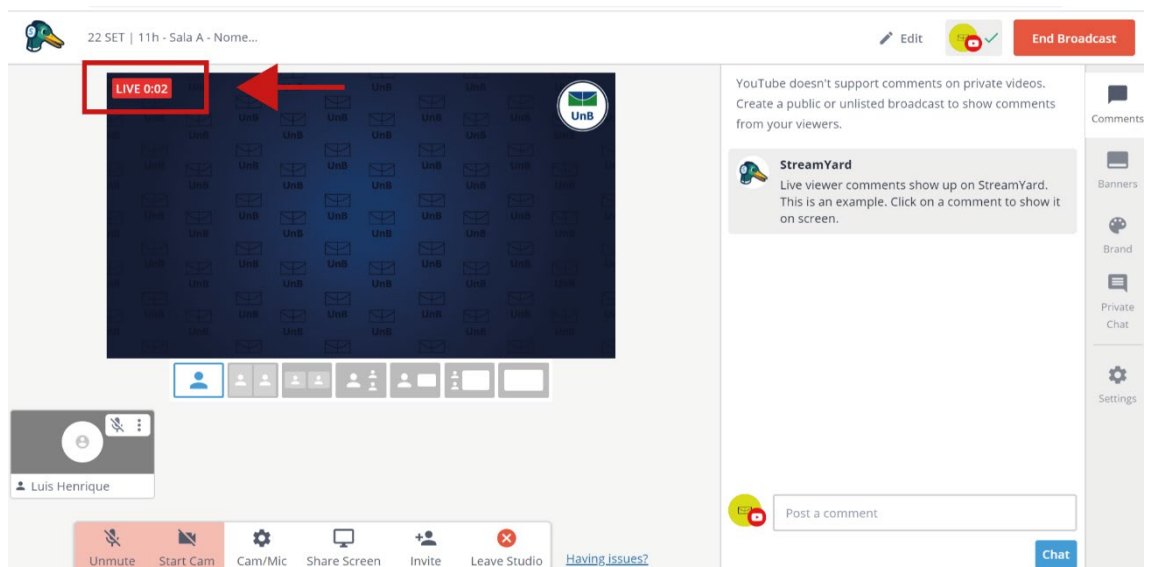 22 SET | 11h - Sala A - Nome...
Edit
End Broadcast
LIVE 0:02
UnB
YouTube doesn't support comments on private videos.
Create a public or unlisted broadcast to show comments
from your viewers.
StreamYard
Live viewer comments show up on StreamYard.
This is an example. Click on a comment to show it
on screen.
Comments
Banners
Brand
Private
Chat
Settings
Luis Henrique
Post a comment
Chat
Unmute
Start Cam
Cam/Mic
Share Screen
Invite
Leave Studio
Having issues?